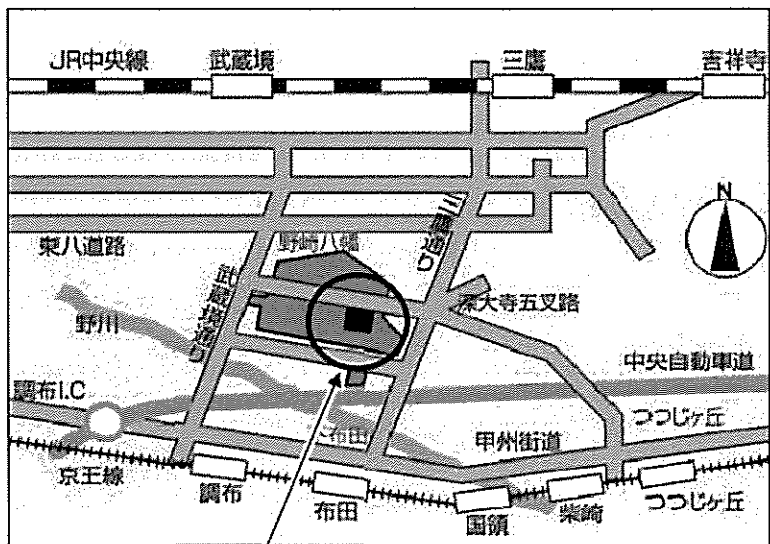 JR中央線
武蔵境
三鷹
吉祥寺
N
東八道路
野崎八幡
三鷹通り
武蔵境通り
深大寺五叉路
野川
中央自動車道
調布I.C
つつじヶ丘
下布田
甲州街道
京王線
調布
布田
国領
柴崎
つつじヶ丘